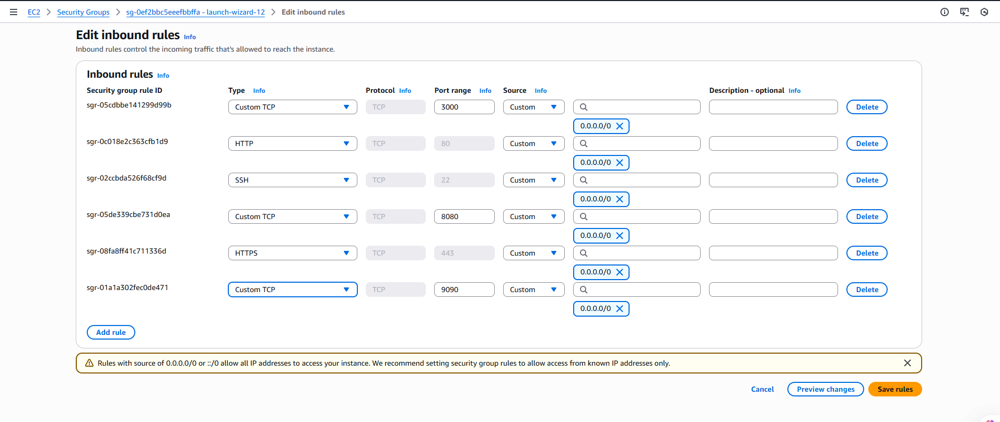 EC2 > Security Groups > sg-0ef2bbc5eeefbbffa - launch-wizard-12 > Edit inbound rules
Edit inbound rules Info
Inbound rules control the incoming traffic that's allowed to reach the instance.
Inbound rules Info
Security group rule ID Type Info Protocol Info Port range Info Source Info Description - optional Info
sgr-05cdbbe141299d99b Custom TCP TCP 3000 Custom Delete
0.0.0.0/0
sgr-0c018e2c363cfb1d9 HTTP TCP 80 Custom Delete
0.0.0.0/0
sgr-02ccbda526f68cf9d SSH TCP 22 Custom Delete
0.0.0.0/0
sgr-05de339cbe731d0ea Custom TCP TCP 8080 Custom Delete
0.0.0.0/0
sgr-08fa8ff41c711336d HTTPS TCP 443 Custom Delete
0.0.0.0/0
sgr-01a1a302fec0de471 Custom TCP TCP 9090 Custom Delete
0.0.0.0/0
Add rule
Rules with source of 0.0.0.0/0 or ::/0 allow all IP addresses to access your instance. We recommend setting security group rules to allow access from known IP addresses only.
Cancel Preview changes Save rules